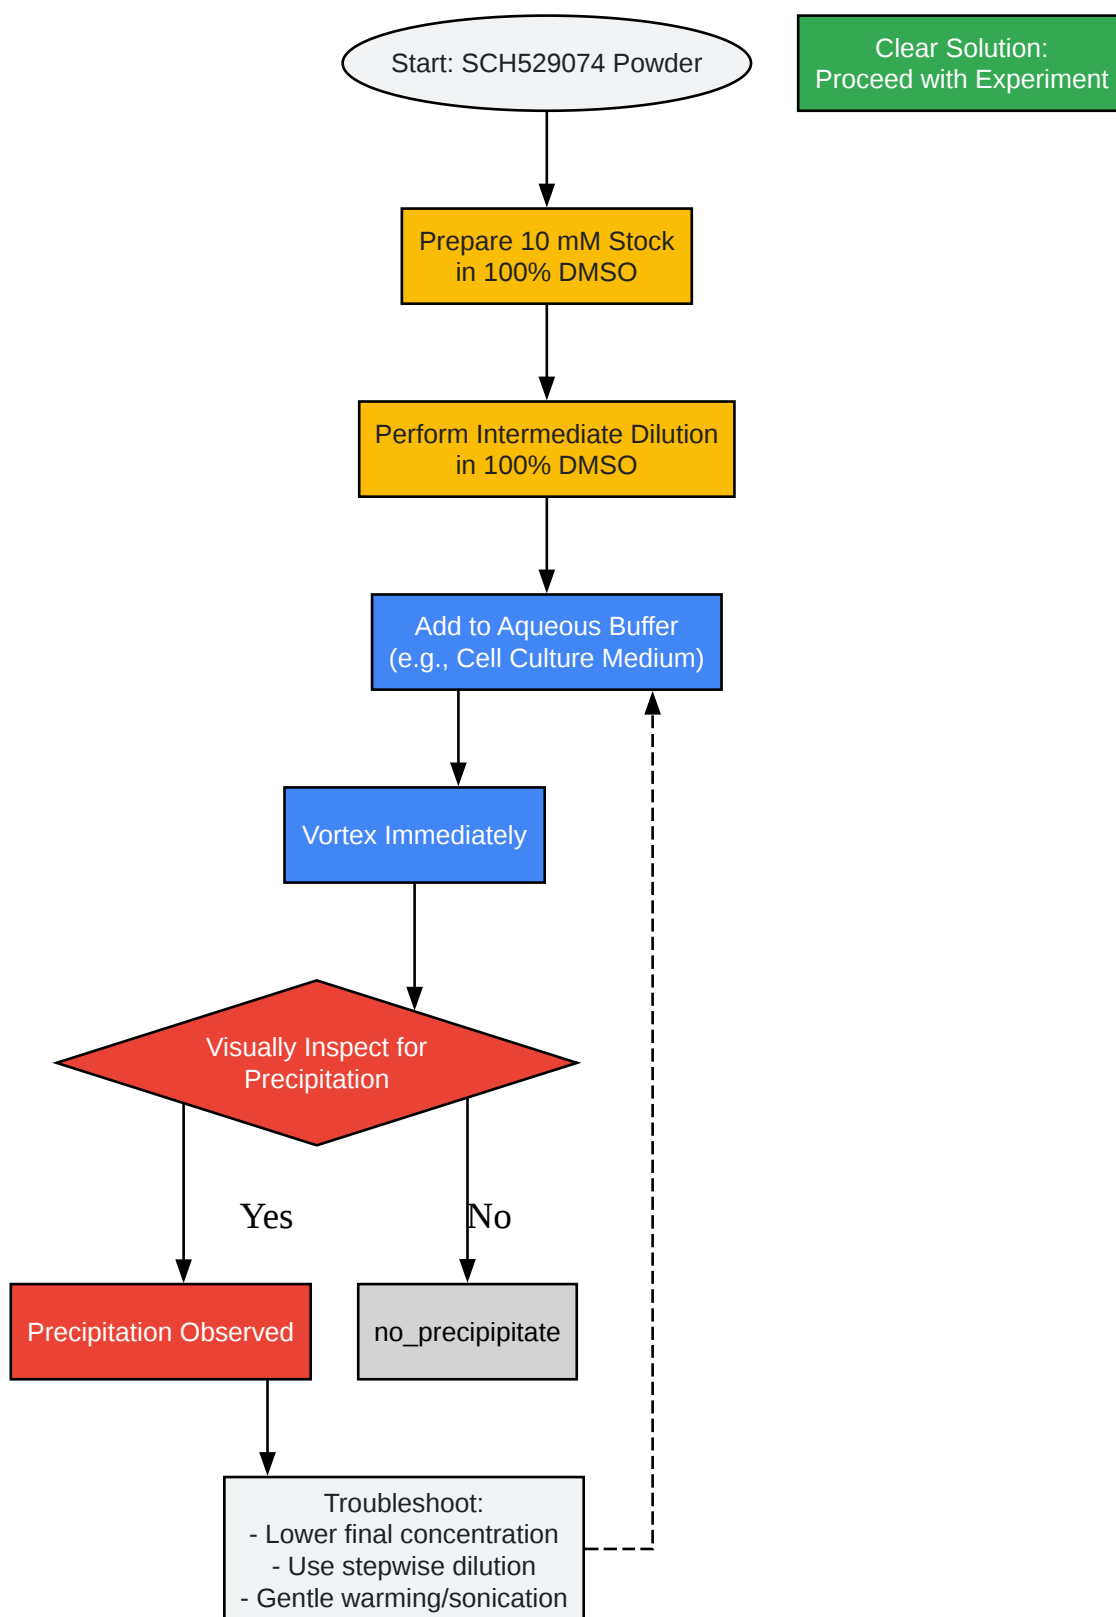 Start: SCH529074 Powder
Clear Solution:
Proceed with Experiment
Prepare 10 mM Stock
in 100% DMSO
Perform Intermediate Dilution
in 100% DMSO
Add to Aqueous Buffer
(e.g., Cell Culture Medium)
Vortex Immediately
Visually Inspect for
Precipitation
Yes
No
Precipitation Observed
no_precipipitate
Troubleshoot:
- Lower final concentration
- Use stepwise dilution
- Gentle warming/sonication